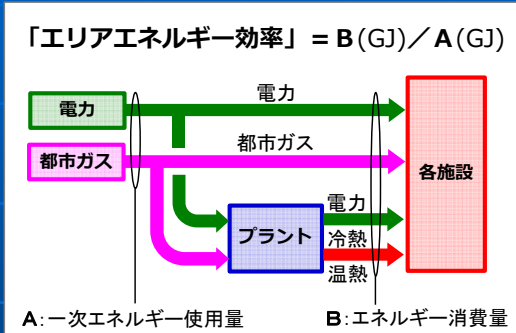 「エリアエネルギー効率」 = B(GJ)／A(GJ)
電力
電力
都市ガス
都市ガス
各施設
電力
プラント
冷熱
温熱
A:一次エネルギー使用量
B:エネルギー消費量